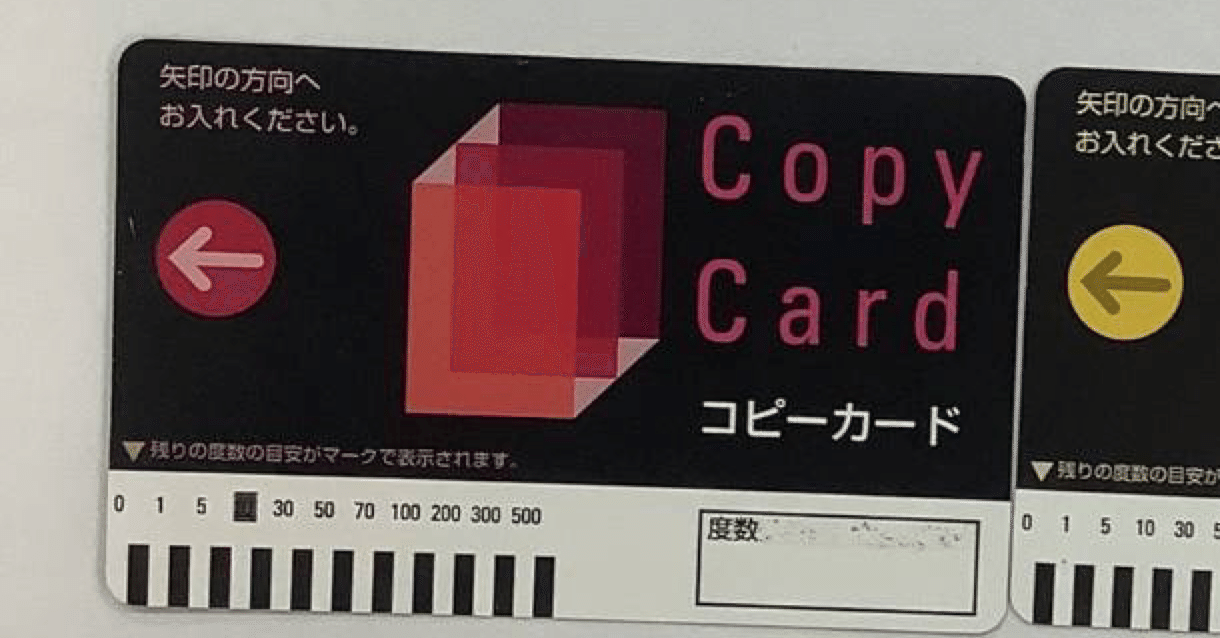 矢印の方向へ
お入れください。
Copy
Card
コピーカード
▼残りの度数の目安がマークで表示されます。
0 1 5 30 50 70 100 200 300 500
度数
矢印の方向へ
お入れくださ
▼残りの度数の目安が
0 1 5 10 30